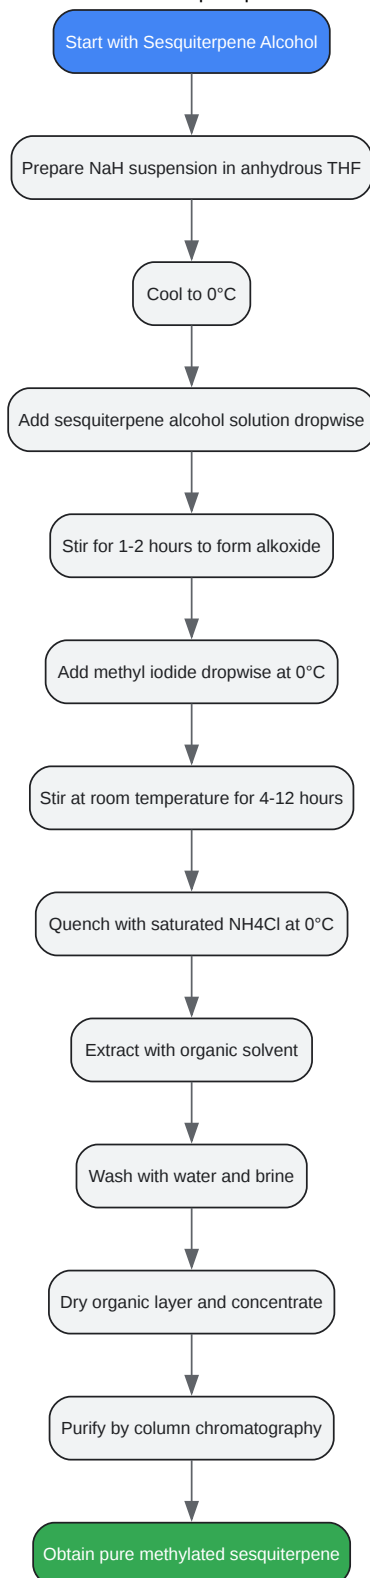 Start with Sesquiterpene Alcohol
Prepare NaH suspension in anhydrous THF
Cool to 0°C
Add sesquiterpene alcohol solution dropwise
Stir for 1-2 hours to form alkoxide
Add methyl iodide dropwise at 0°C
Stir at room temperature for 4-12 hours
Quench with saturated NH4Cl at 0°C
Extract with organic solvent
Wash with water and brine
Dry organic layer and concentrate
Purify by column chromatography
Obtain pure methylated sesquiterpene